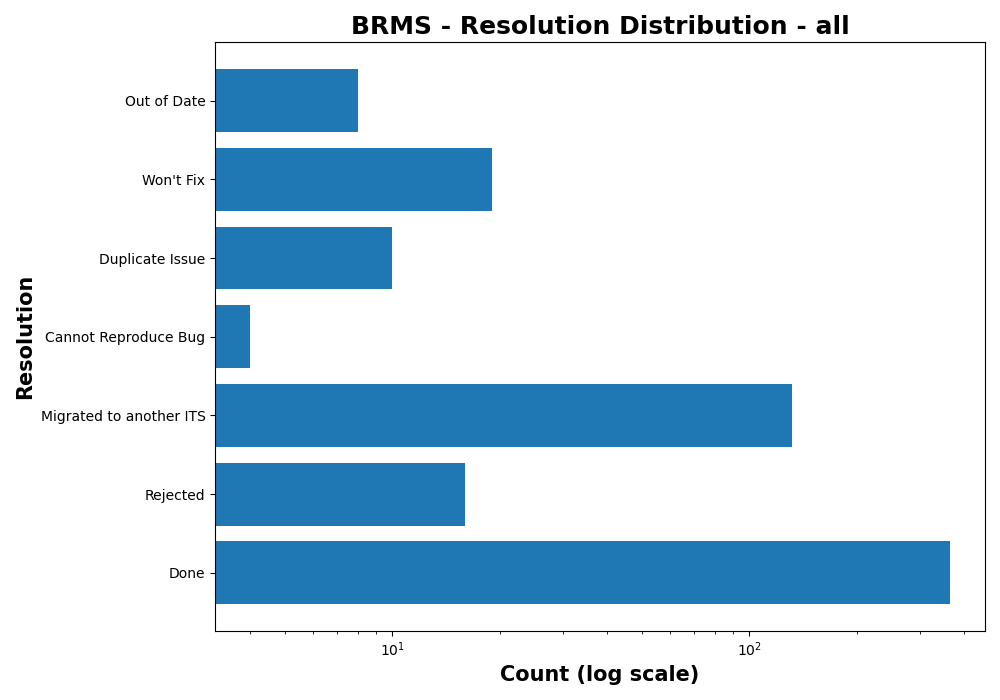 BRMS - Resolution Distribution - all
Out of Date
Won't Fix
Duplicate Issue
Cannot Reproduce Bug
Migrated to another ITS
Rejected
Done
Resolution
10¹
10²
Count (log scale)